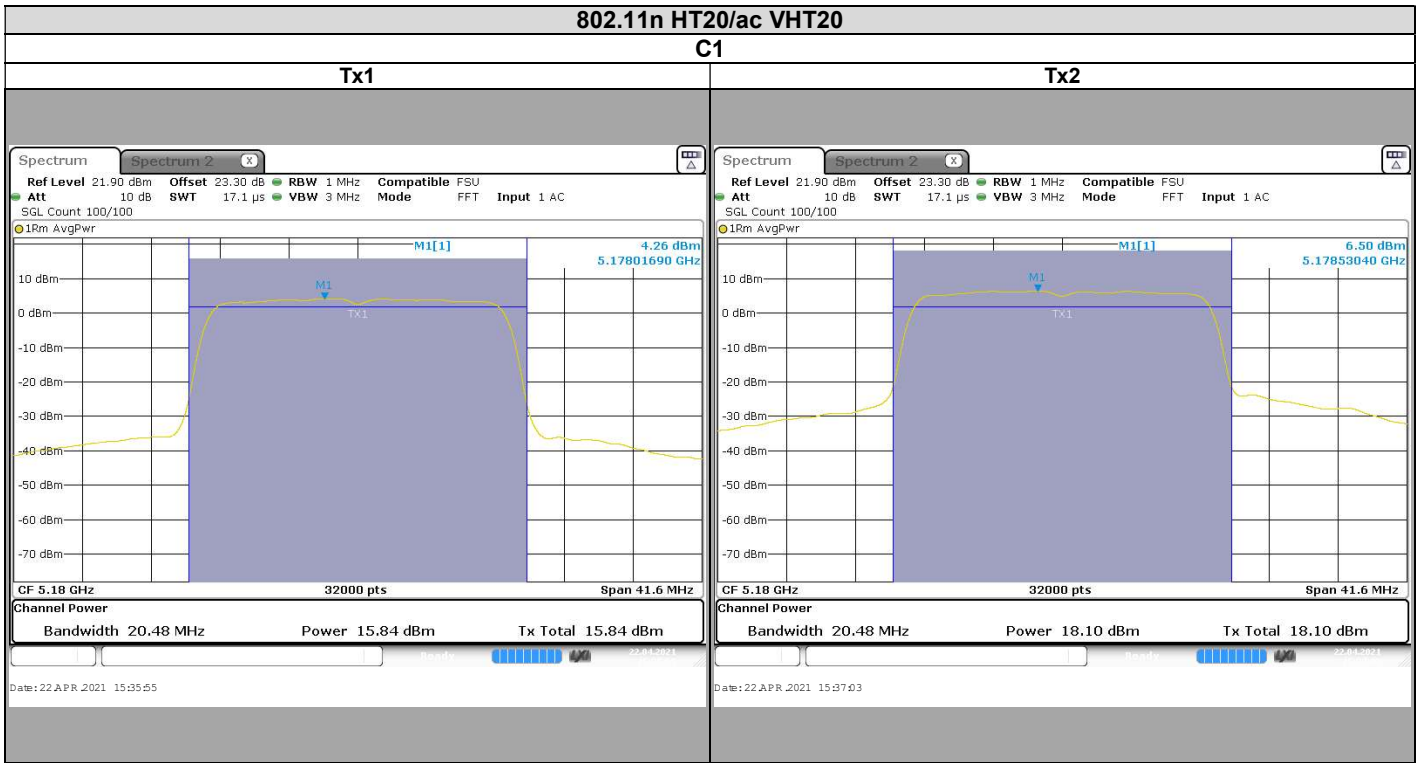 802.11n HT20/ac VHT20
C1
Tx1
Tx2
Spectrum Spectrum 2 X
Ref Level 21.90 dBm Offset 23.30 dB RBW 1 MHz Compatible FSU
Att 10 dB SWT 17.1 µs VBW 3 MHz Mode FFT Input 1 AC
SGL Count 100/100
1Rm AvgPwr
M1[1] 4.26 dBm
5.17801690 GHz
10 dBm
M1
0 dBm
TX1
-10 dBm
-20 dBm
-30 dBm
-40 dBm
-50 dBm
-60 dBm
-70 dBm
CF 5.18 GHz 32000 pts Span 41.6 MHz
Channel Power
Bandwidth 20.48 MHz Power 15.84 dBm Tx Total 15.84 dBm
Ready 22.04.2021
Date: 22.APR.2021 15:35:55
Spectrum Spectrum 2 X
Ref Level 21.90 dBm Offset 23.30 dB RBW 1 MHz Compatible FSU
Att 10 dB SWT 17.1 µs VBW 3 MHz Mode FFT Input 1 AC
SGL Count 100/100
1Rm AvgPwr
M1[1] 6.50 dBm
5.17853040 GHz
10 dBm
M1
0 dBm
TX1
-10 dBm
-20 dBm
-30 dBm
-40 dBm
-50 dBm
-60 dBm
-70 dBm
CF 5.18 GHz 32000 pts Span 41.6 MHz
Channel Power
Bandwidth 20.48 MHz Power 18.10 dBm Tx Total 18.10 dBm
Ready 22.04.2021
Date: 22.APR.2021 15:37:03